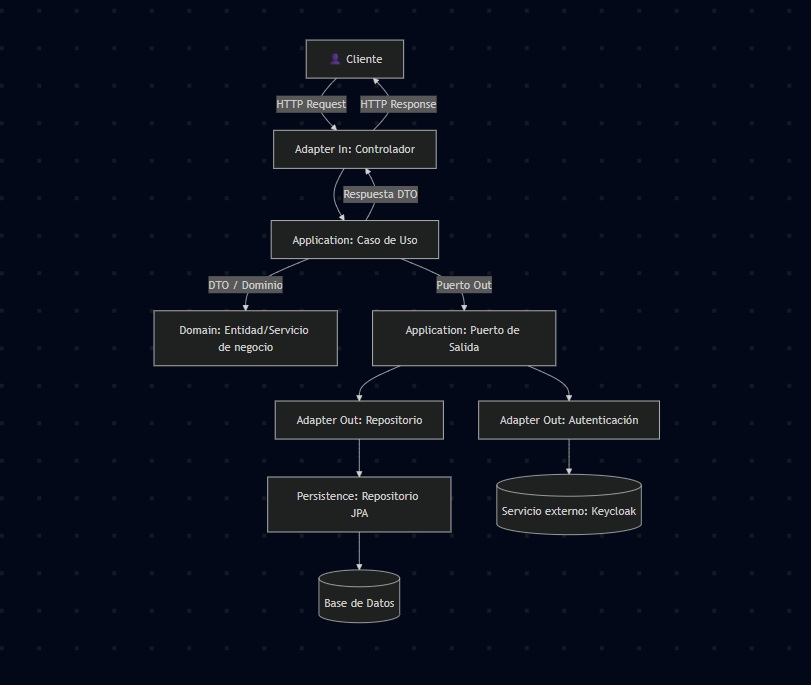 Cliente
HTTP Request
HTTP Response
Adapter In: Controlador
Respuesta DTO
Application: Caso de Uso
DTO / Dominio
Puerto Out
Domain: Entidad/Servicio
de negocio
Application: Puerto de
Salida
Adapter Out: Repositorio
Adapter Out: Autenticación
Persistence: Repositorio
JPA
Servicio externo: Keycloak
Base de Datos